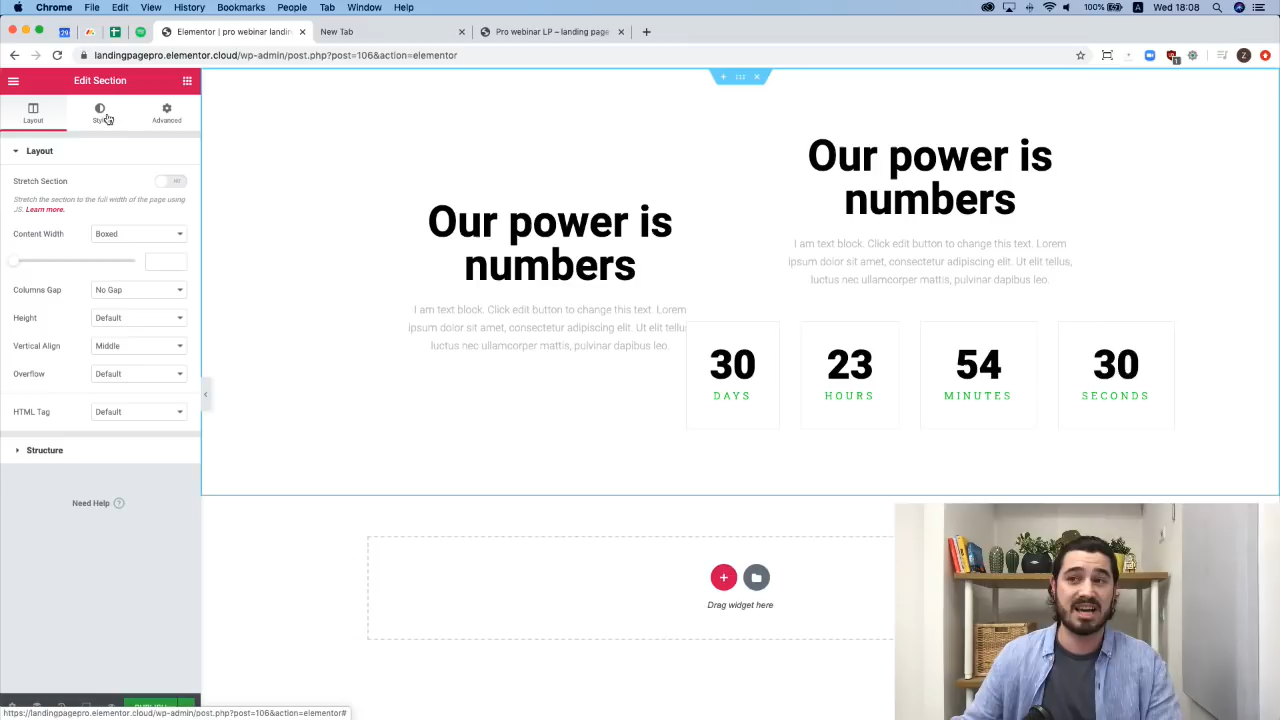 Chrome File Edit View History Bookmarks People Tab Window Help
100% Wed 18:08
Elementor | pro webinar landin
New Tab
Pro webinar LP – landing page
landingpagepro.elementor.cloud/wp-admin/post.php?post=106&action=elementor
Z
Edit Section
Layout
Advanced
Layout
Stretch Section
Stretch the section to the full width of the page using
JS. Learn more.
Content Width
Boxed
Columns Gap
No Gap
Height
Default
Vertical Align
Middle
Overflow
Default
HTML Tag
Default
Structure
Need Help ?
https://landingpagepro.elementor.cloud/wp-admin/post.php?post=106&action=elementor#
Our power is
numbers
I am text block. Click edit button to change this text. Lorem
ipsum dolor sit amet, consectetur adipiscing elit. Ut elit tellu
luctus nec ullamcorper mattis, pulvinar dapibus leo.
Our power is
numbers
I am text block. Click edit button to change this text. Lorem
ipsum dolor sit amet, consectetur adipiscing elit. Ut elit tellus,
luctus nec ullamcorper mattis, pulvinar dapibus leo.
30 23 54 30
DAYS HOURS MINUTES SECONDS
Drag widget here